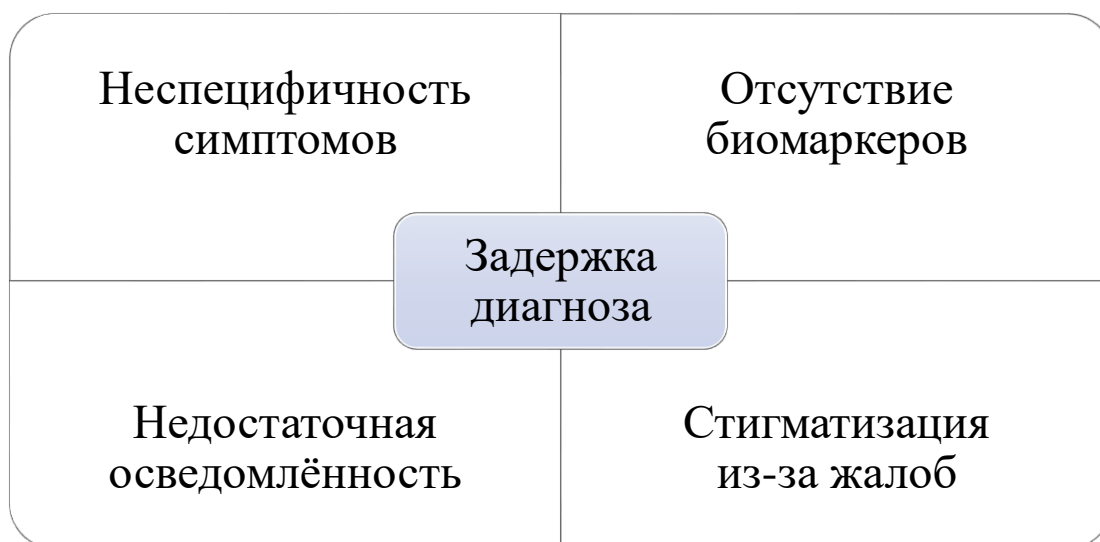 Неспецифичность
симптомов
Отсутствие
биомаркеров
Задержка
диагноза
Недостаточная
осведомлённость
Стигматизация
из-за жалоб